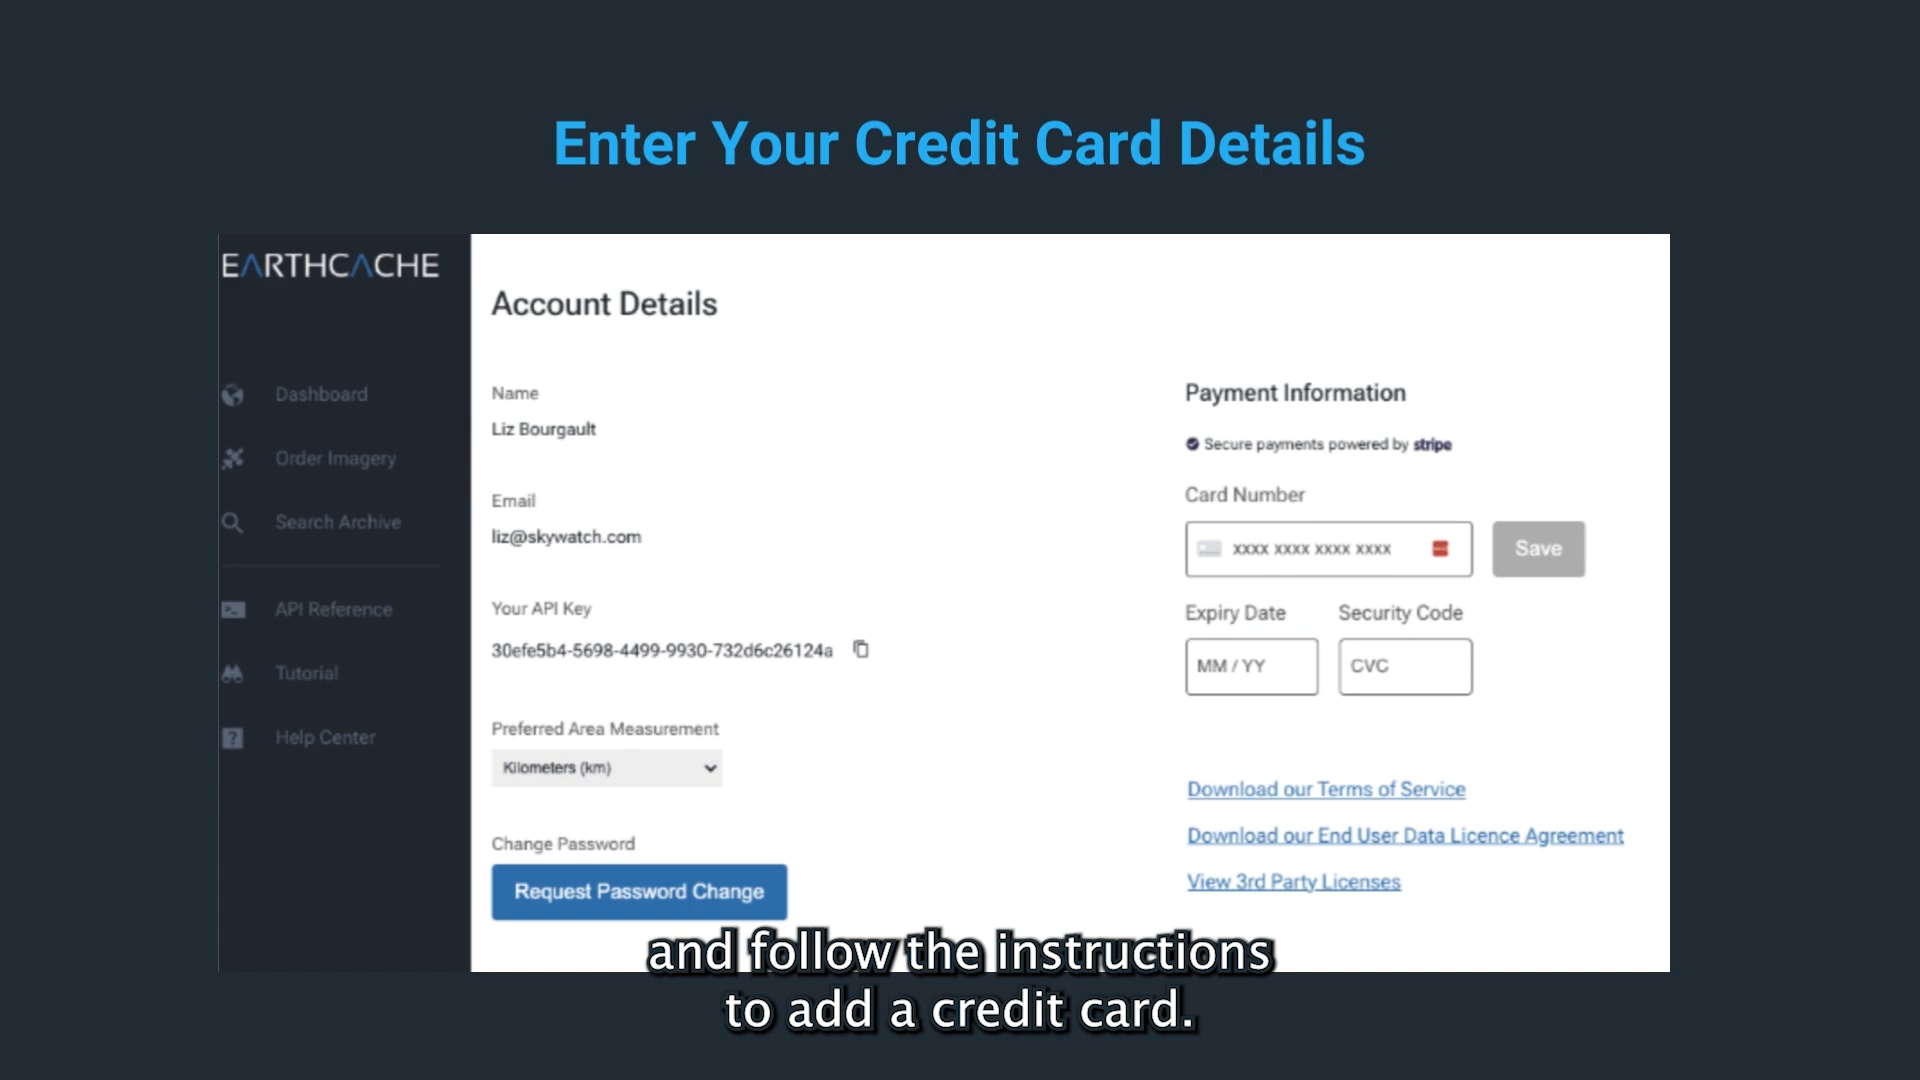 Enter Your Credit Card Details
EARTHCACHE
Dashboard
Order Imagery
Search Archive
API Reference
Tutorial
Help Center
Account Details
Name
Liz Bourgault
Email
liz@skywatch.com
Your API Key
30efe5b4-5698-4499-9930-732d6c26124a
Preferred Area Measurement
Kilometers (km)
Change Password
Request Password Change
Payment Information
Secure payments powered by stripe
Card Number
XXXX XXXX XXXX XXXX
Save
Expiry Date Security Code
MM / YY CVC
Download our Terms of Service
Download our End User Data Licence Agreement
View 3rd Party Licenses
and follow the instructions
to add a credit card.